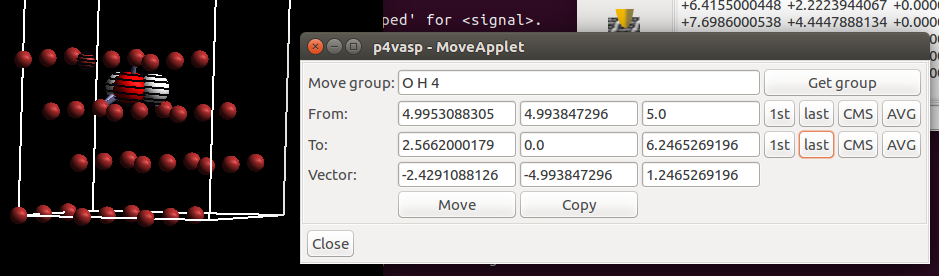 ped' for <signal>.
+6.4155000448 +2.2223944067 +0.000
+7.6986000538 +4.4447888134 +0.000
p4vasp - MoveApplet
Move group: O H 4 Get group
From: 4.9953088305 4.993847296 5.0 1st last CMS AVG
To: 2.5662000179 0.0 6.2465269196 1st last CMS AVG
Vector: -2.4291088126 -4.993847296 1.2465269196
Move Copy
Close